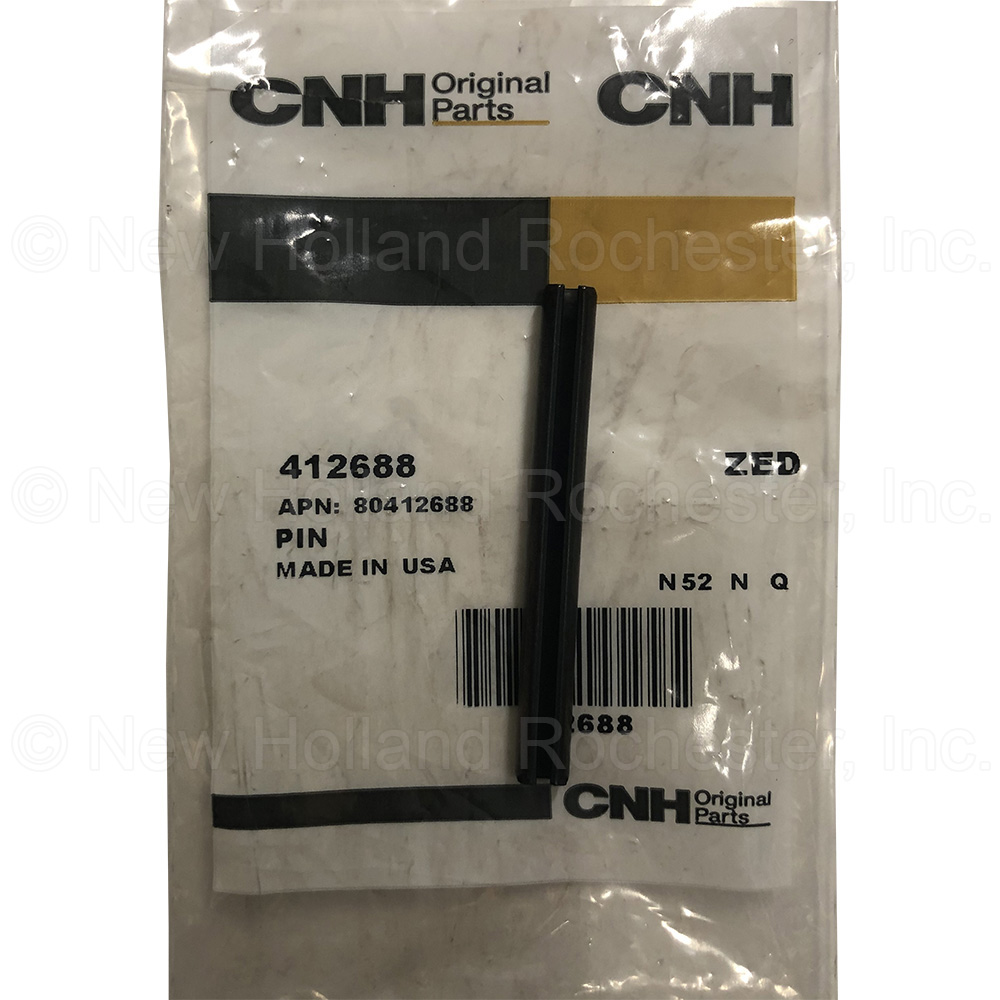 CNH Original Parts CNH
© New Holland Rochester, Inc.
412688 ZED
APN: 80412688
© New Holland Rochester, Inc.
PIN
MADE IN USA
N52 N Q
2688
© New Holland Rochester, Inc.
CNH Original Parts